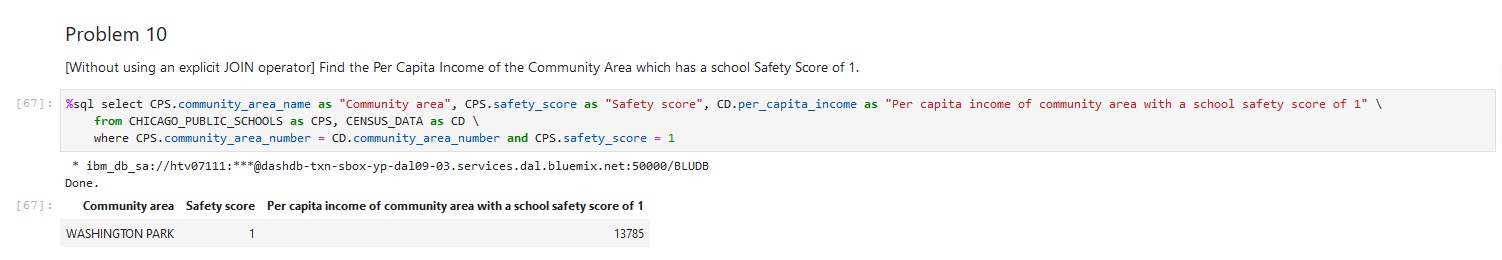 Problem 10
[Without using an explicit JOIN operator] Find the Per Capita Income of the Community Area which has a school Safety Score of 1.
[67]: %sql select CPS.community_area_name as "Community area", CPS.safety_score as "Safety score", CD.per_capita_income as "Per capita income of community area with a school safety score of 1" \
from CHICAGO_PUBLIC_SCHOOLS as CPS, CENSUS_DATA as CD \
where CPS.community_area_number = CD.community_area_number and CPS.safety_score = 1
* ibm_db_sa://htv07111:***@dashdb-txn-sbox-yp-dal09-03.services.dal.bluemix.net:50000/BLUDB
Done.
[67]: Community area Safety score Per capita income of community area with a school safety score of 1
WASHINGTON PARK 1 13785